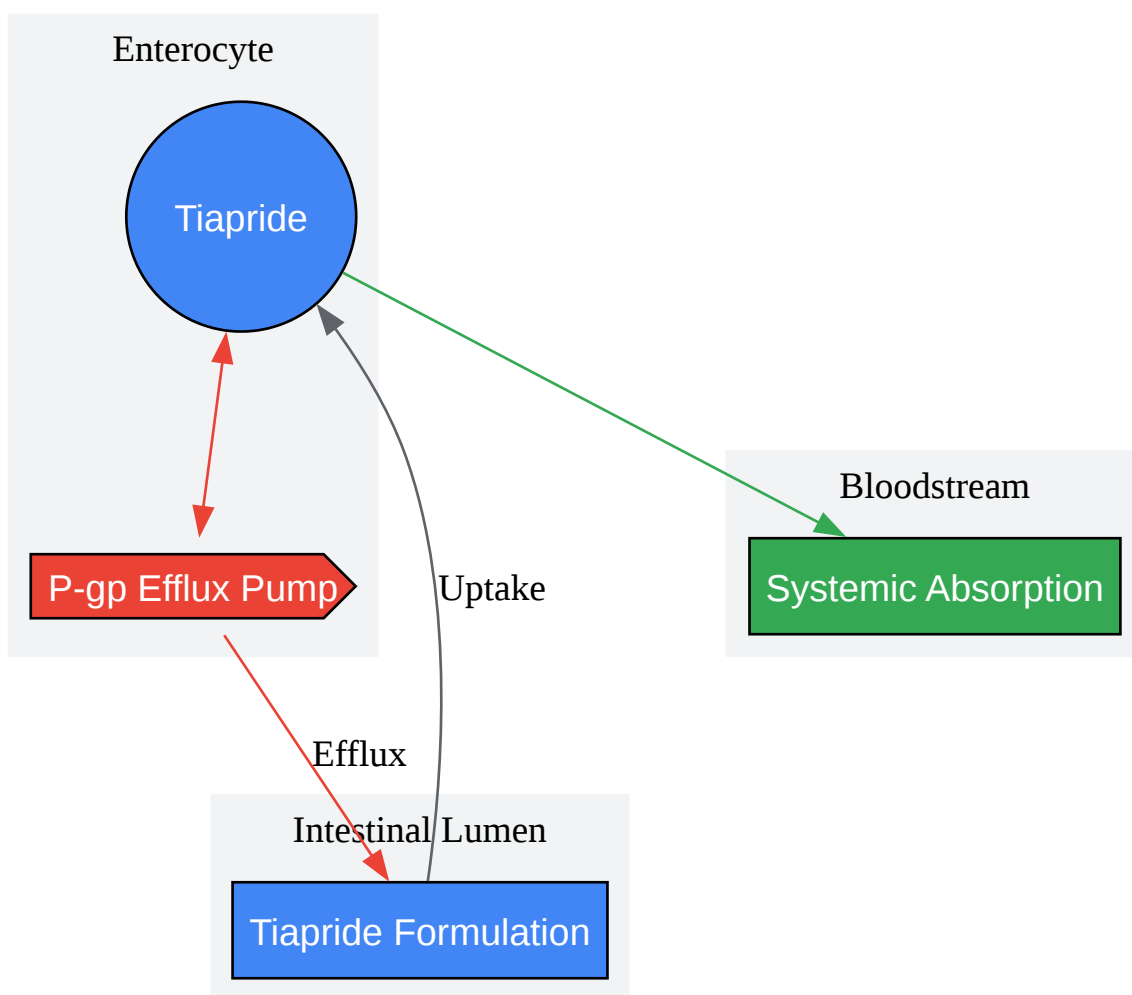 Enterocyte
Tiapride
Bloodstream
P-gp Efflux Pump
Uptake
Systemic Absorption
Efflux
Intestinal Lumen
Tiapride Formulation